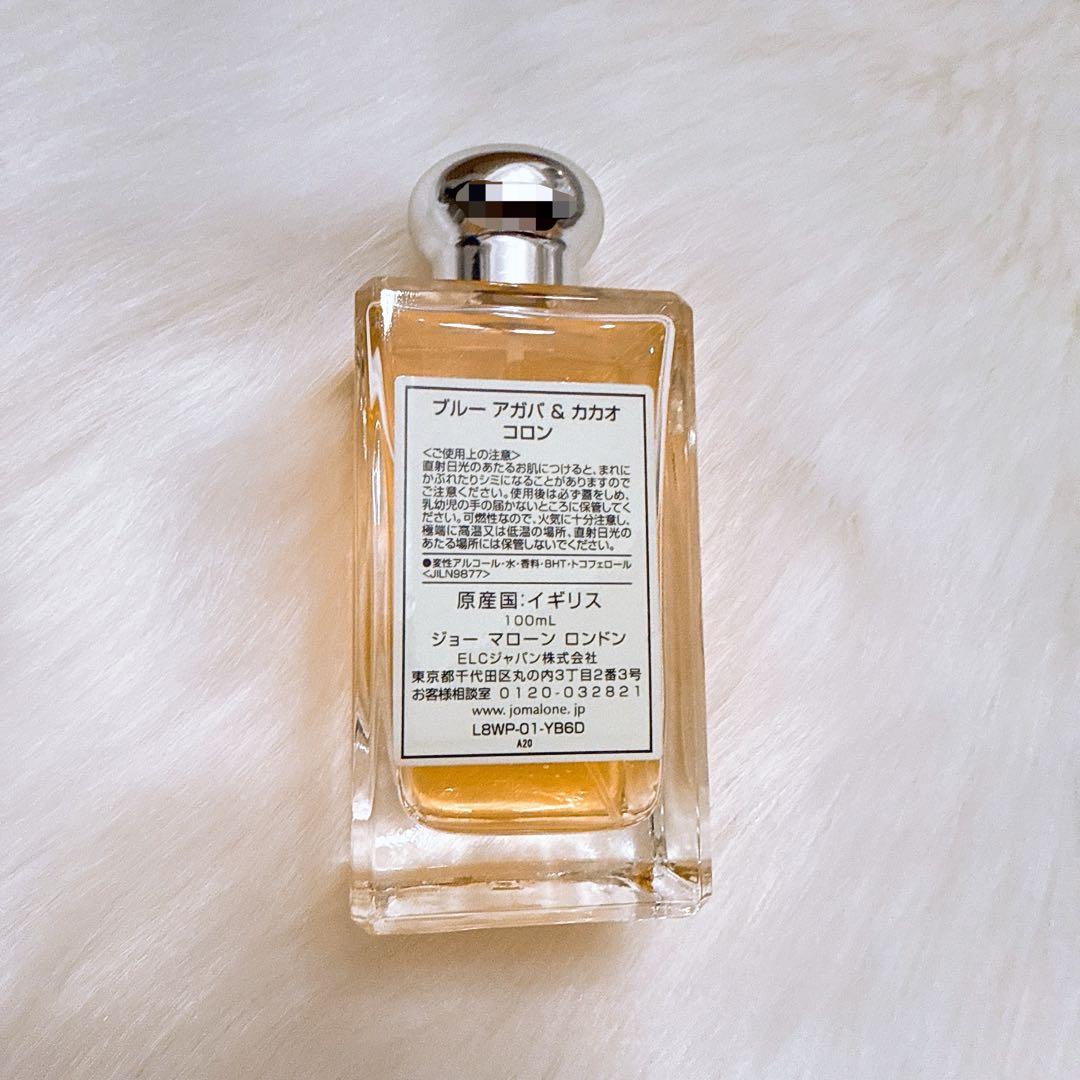 ブルー アガバ & カカオ
コロン
<ご使用上の注意>
直射日光のあたるお肌につけると、まれに
かぶれたりシミになることがありますので
ご注意ください。使用後は必ず蓋をしめ、
乳幼児の手の届かないところに保管してく
ださい。可燃性なので、火気に十分注意し、
極端に高温又は低温の場所、直射日光の
あたる場所には保管しないでください。
●変性アルコール・水・香料・BHT・トコフェロール
<JILN9877>
原産国:イギリス
100mL
ジョー マローン ロンドン
ELCジャパン株式会社
東京都千代田区丸の内3丁目2番3号
お客様相談室 0120-032821
www.jomalone.jp
L8WP-01-YB6D
A20